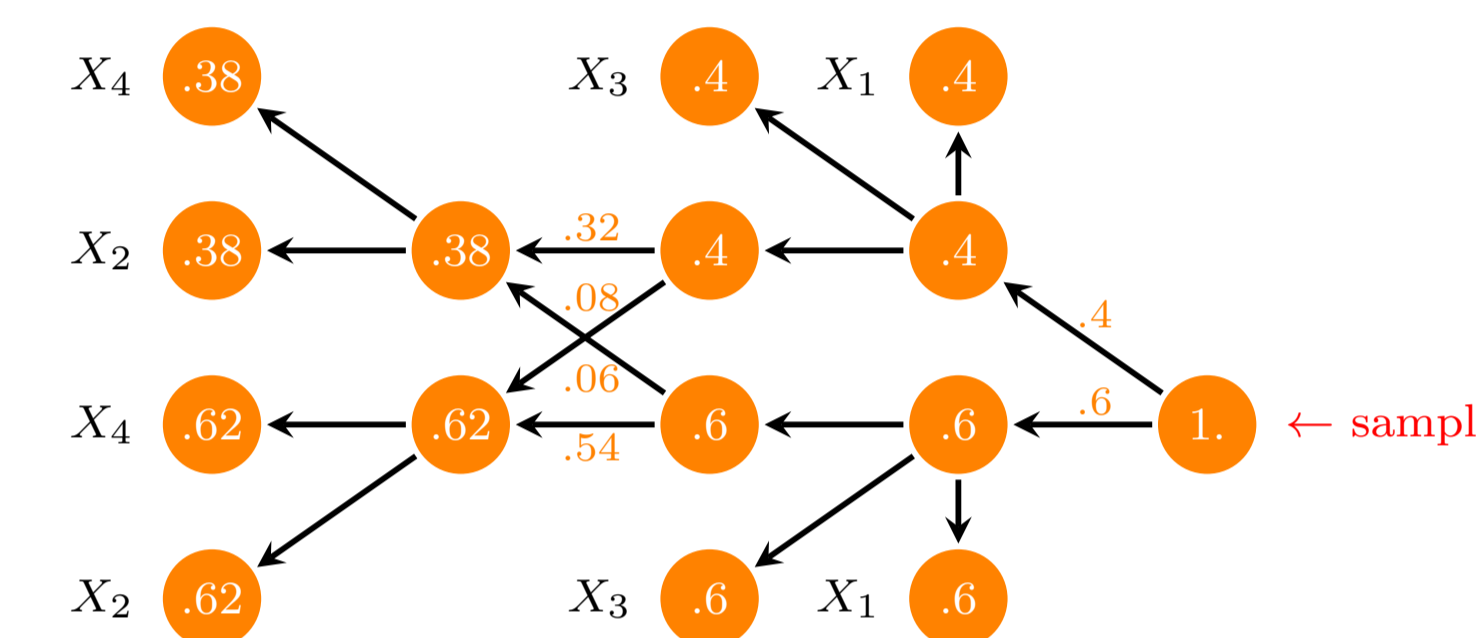 X₄ .38 X₃ .4 X₁ .4
X₂ .38 .38 .32 .4 .4
.08 .4
.06 .6
X₄ .62 .62 .54 .6 .6 1. ← sampl
X₂ .62 X₃ .6 X₁ .6